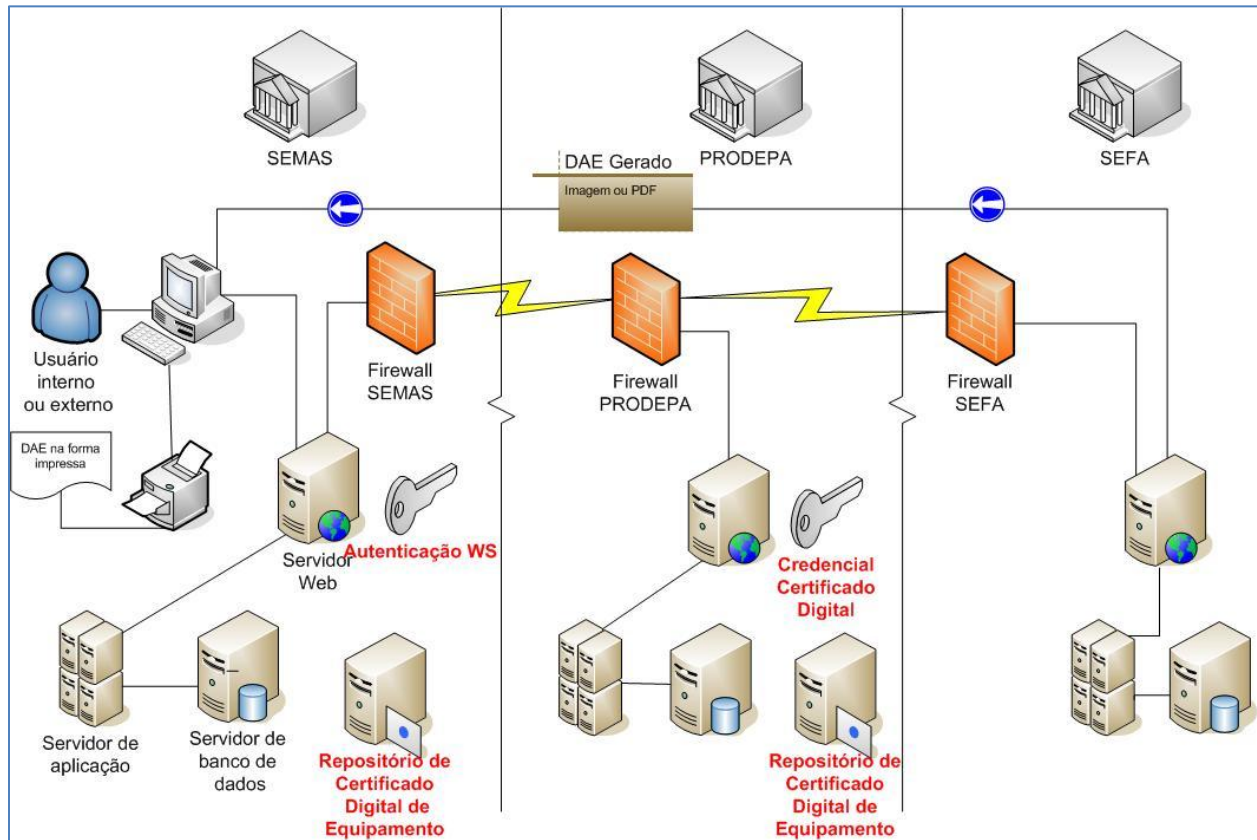 SEMAS
PRODEPA
SEFA
DAE Gerado
Imagem ou PDF
Usuário
interno
ou externo
Firewall
SEMAS
Firewall
PRODEPA
Firewall
SEFA
DAE na forma
impressa
Servidor
Web
Autenticação WS
Credencial
Certificado
Digital
Servidor de
aplicação
Servidor de
banco de
dados
Repositório de
Certificado
Digital de
Equipamento
Repositório de
Certificado
Digital de
Equipamento